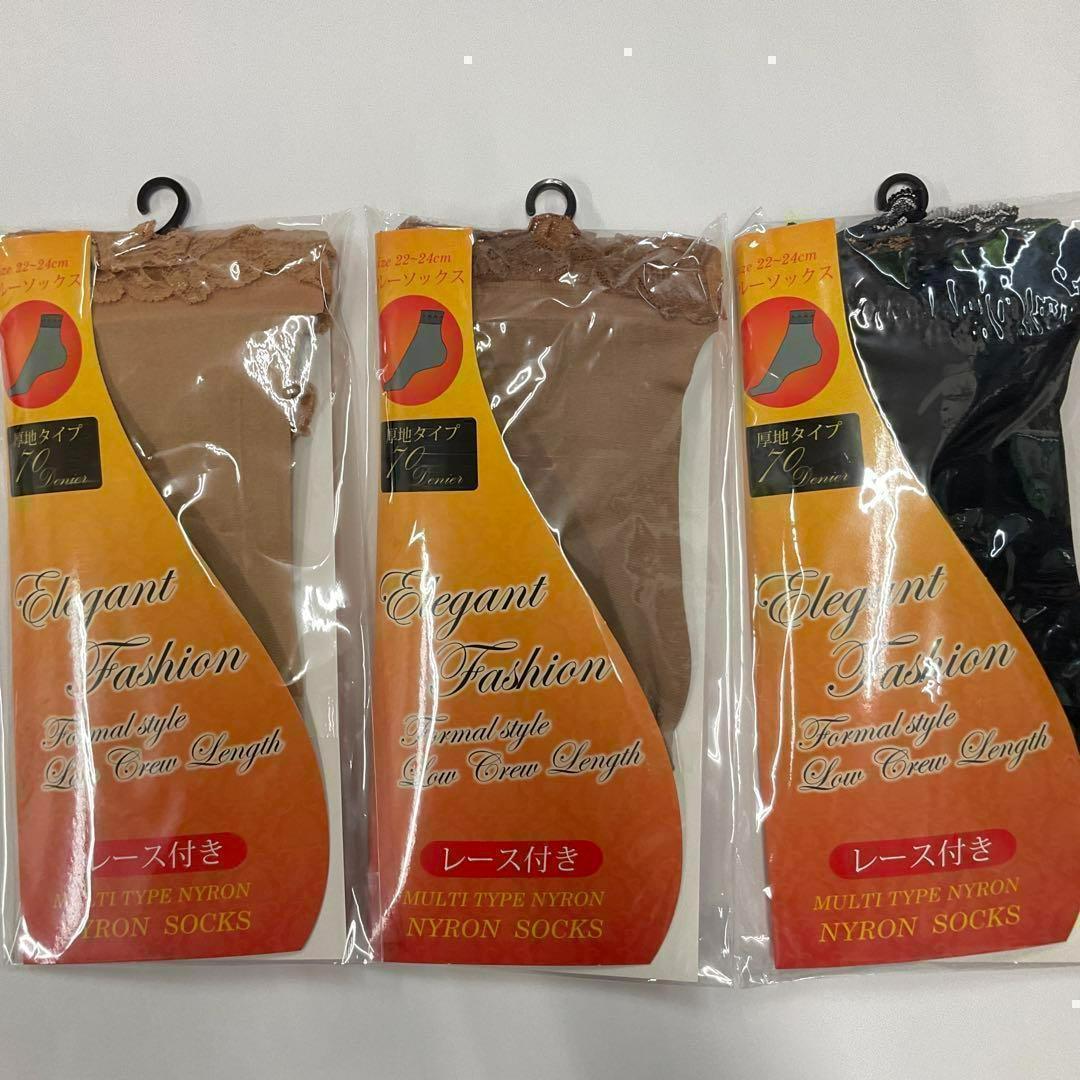 22~24cm
ルーソックス
厚地タイプ
70
Denier
Elegant
Fashion
Formal style
Low Crew Length
レース付き
MULTI TYPE NYRON
NYRON SOCKS
size 22~24cm
ルーソックス
厚地タイプ
70
Denier
Elegant
Fashion
Formal style
Low Crew Length
レース付き
MULTI TYPE NYRON
NYRON SOCKS
22~24cm
ルーソックス
厚地タイプ
70
Denier
Elegant
Fashion
Formal style
Low Crew Length
レース付き
MULTI TYPE NYRON
NYRON SOCKS